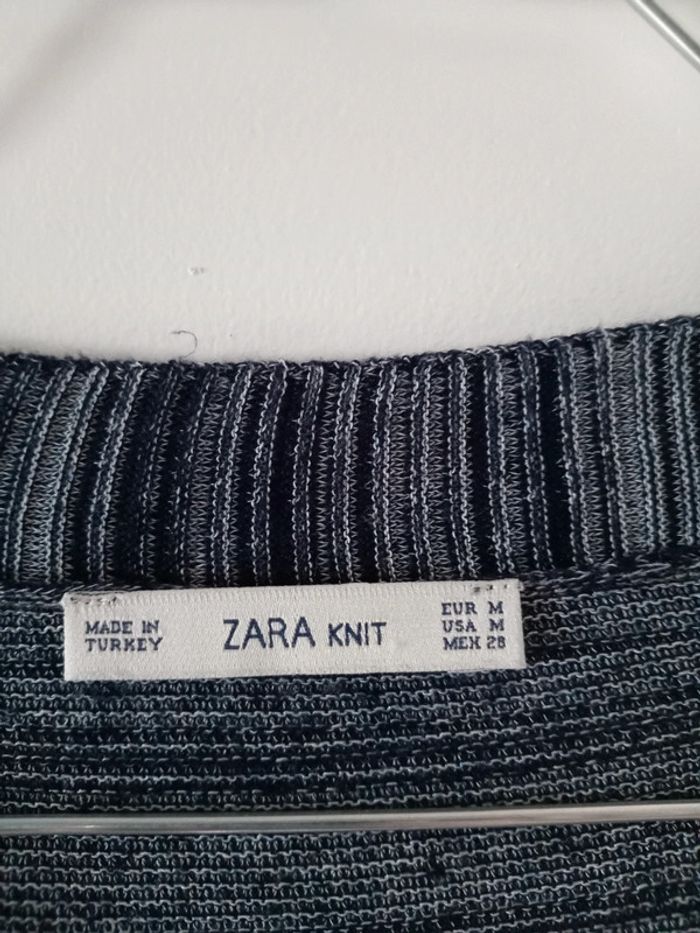 MADE IN
TURKEY
ZARA KNIT
EUR M
USA M
MEX 28